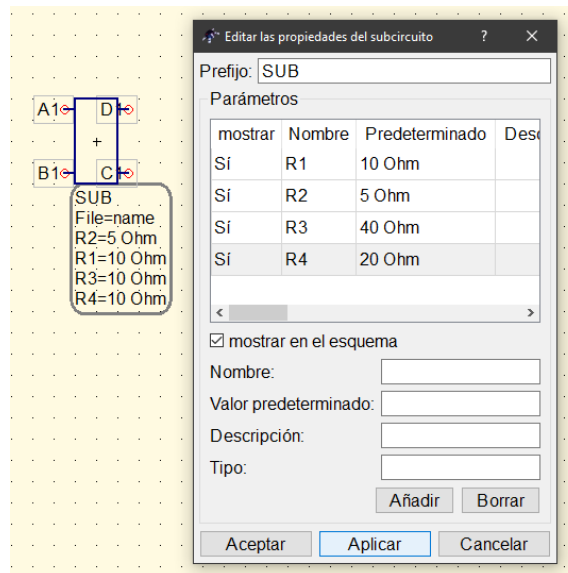 A1
D1
+
B1
C1
SUB
File=name
R2=5 Ohm
R1=10 Ohm
R3=10 Ohm
R4=10 Ohm
Editar las propiedades del subcircuito ? ×
Prefijo: SUB
Parámetros
mostrar Nombre Predeterminado Desc
Sí R1 10 Ohm
Sí R2 5 Ohm
Sí R3 40 Ohm
Sí R4 20 Ohm
mostrar en el esquema
Nombre:
Valor predeterminado:
Descripción:
Tipo:
Añadir Borrar
Aceptar Aplicar Cancelar